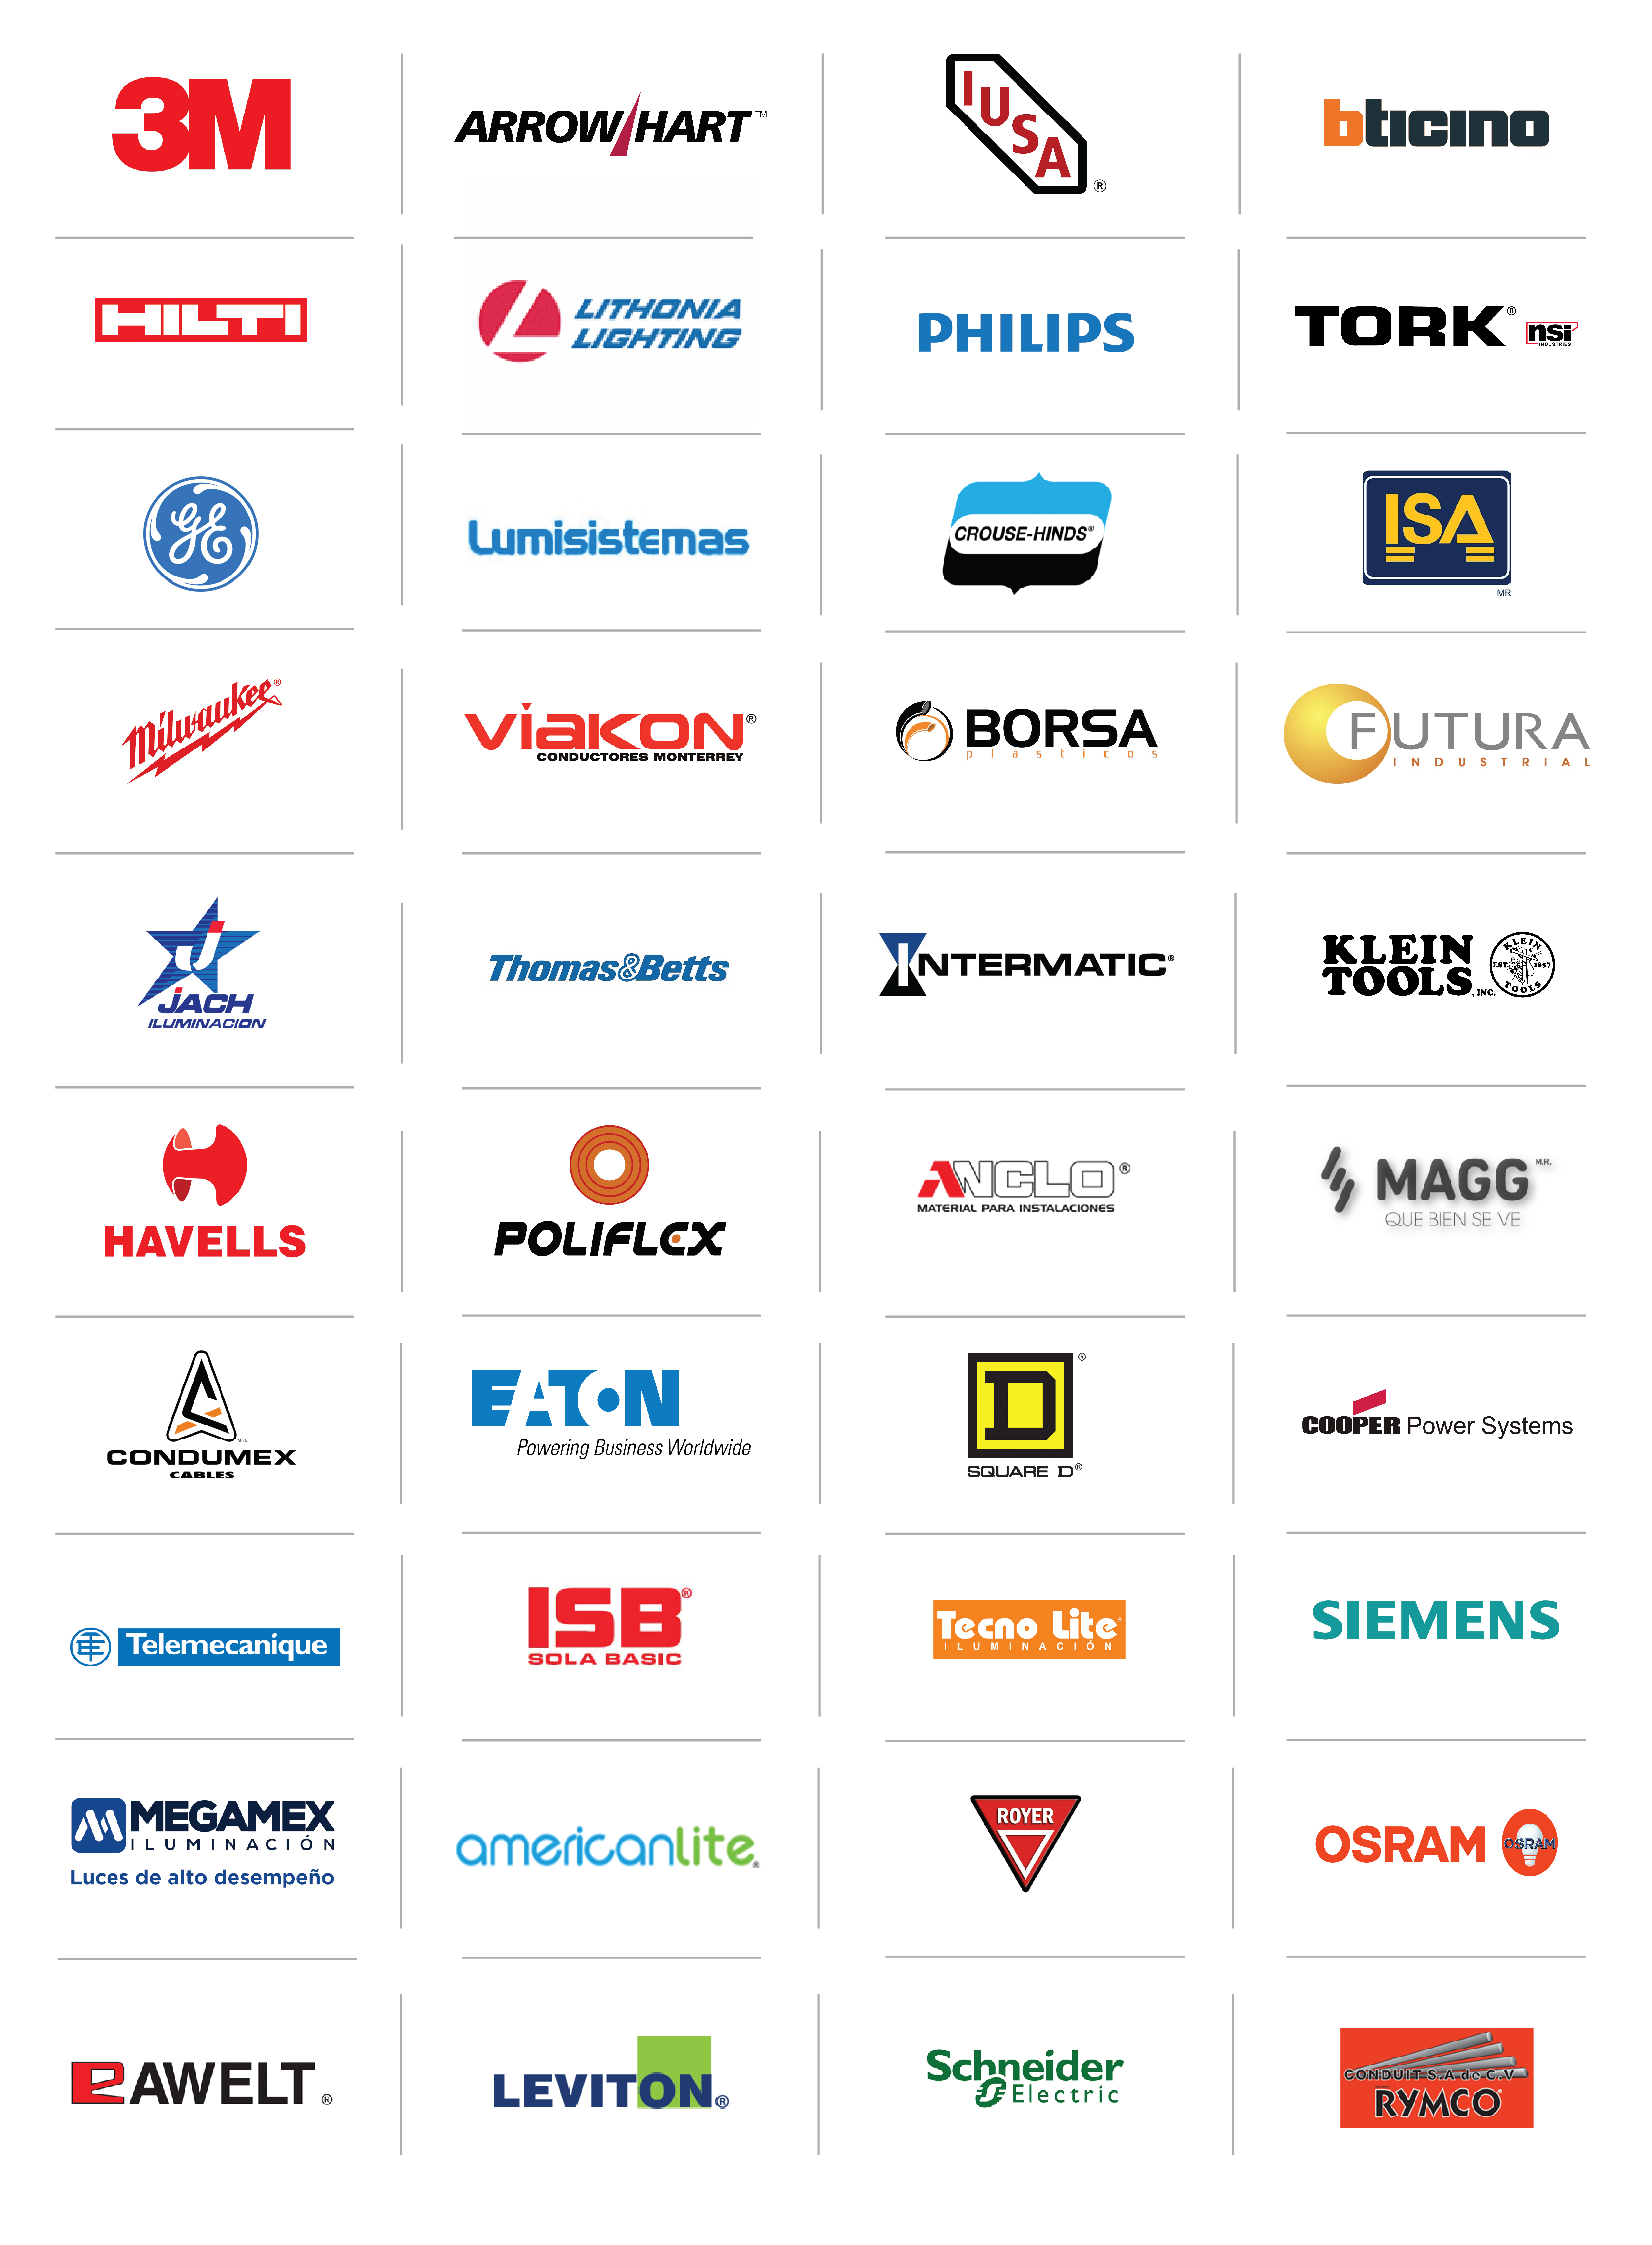 3M
ARROW HART™
IUSA®
bticino
HILTI
LITHONIA
LIGHTING
PHILIPS
TORK® nsi
INDUSTRIES
GE
Lumisistemas
CROUSE-HINDS®
ISA
MR
Milwaukee®
viakon®
CONDUCTORES MONTERREY
BORSA
plásticos
FUTURA
INDUSTRIAL
J
JACH
ILUMINACION
Thomas&Betts
INTERMATIC®
KLEIN
TOOLS, INC.
KLEIN
EST. 1857
TOOLS
HAVELLS
POLIFLEX
ANCLO®
MATERIAL PARA INSTALACIONES
MAGG M.R.
QUE BIEN SE VE
CONDUMEX
CABLES
EATON
Powering Business Worldwide
D®
SQUARE D®
COOPER Power Systems
TE Telemecanique
ISB®
SOLA BASIC
Tecno Lite
ILUMINACIÓN
SIEMENS
MEGAMEX
ILUMINACIÓN
Luces de alto desempeño
americanlite
ROYER
OSRAM OSRAM
RAWELT®
LEVITON®
Schneider
Electric
CONDUIT S.A de C.V
RYMCO